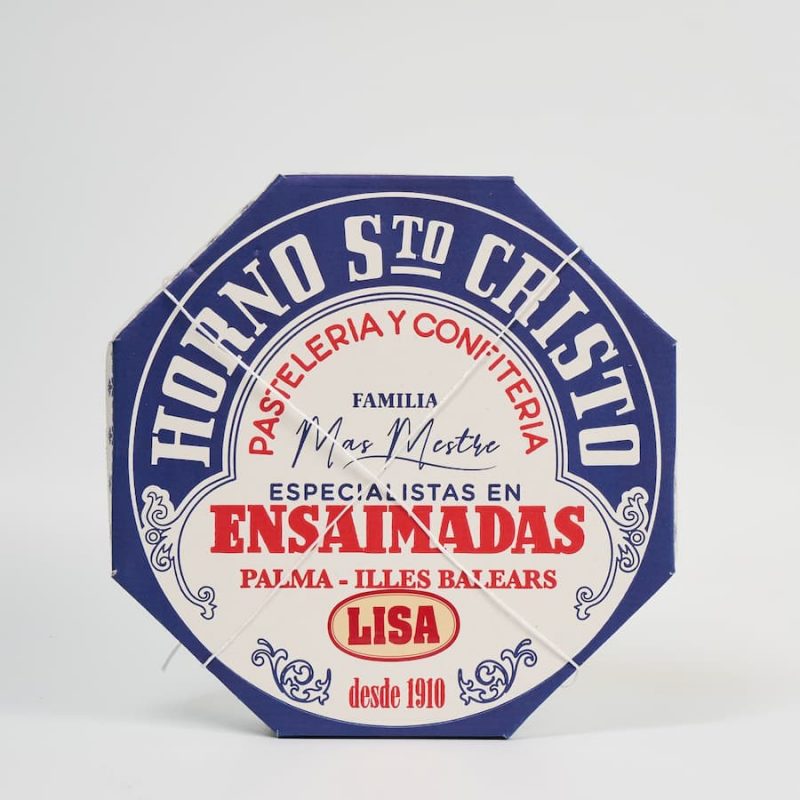 HORNO STO CRISTO
PASTELERIA Y CONFITERIA
FAMILIA
Mas Mestre
ESPECIALISTAS EN
ENSAIMADAS
PALMA - ILLES BALEARS
LISA
desde 1910